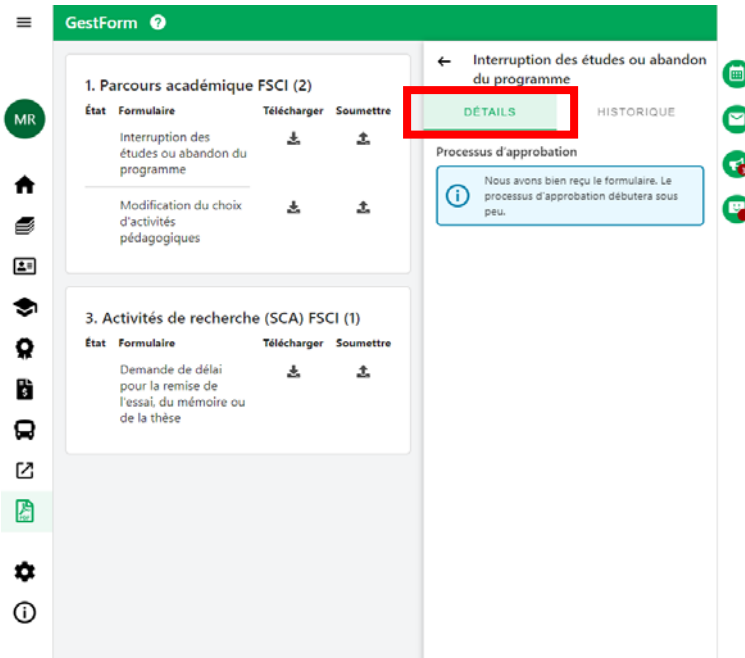 GestForm ?
MR
1. Parcours académique FSCI (2)
État Formulaire Télécharger Soumettre
Interruption des
études ou abandon du
programme
Modification du choix
d'activités
pédagogiques
3. Activités de recherche (SCA) FSCI (1)
État Formulaire Télécharger Soumettre
Demande de délai
pour la remise de
l'essai, du mémoire ou
de la thèse
Interruption des études ou abandon
du programme
DÉTAILS HISTORIQUE
Processus d'approbation
Nous avons bien reçu le formulaire. Le
processus d'approbation débutera sous
peu.
PDF